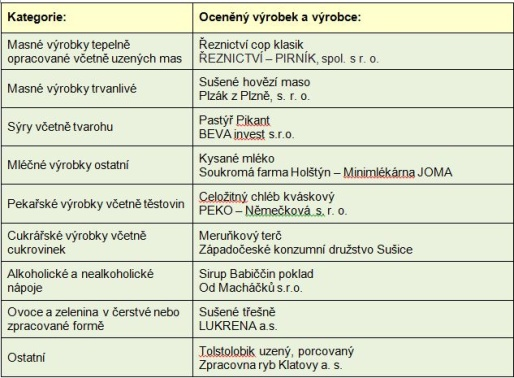 Kategorie: Oceněný výrobek a výrobce:
Masné výrobky tepelně opracované včetně uzených mas
Řeznictví cop klasik
ŘEZNICTVÍ – PIRNÍK, spol. s r. o.
Masné výrobky trvanlivé
Sušené hovězí maso
Plzák z Plzně, s. r. o.
Sýry včetně tvarohu
Pastýř Pikant
BEVA invest s.r.o.
Mléčné výrobky ostatní
Kysané mléko
Soukromá farma Holštýn – Minimlékárna JOMA
Pekařské výrobky včetně těstovin
Celožitný chléb kváskový
PEKO – Němečková s. r. o.
Cukrářské výrobky včetně
cukrovinek
Meruňkový terč
Západočeské konzumní družstvo Sušice
Alkoholické a nealkoholické
nápoje
Sirup Babiččin poklad
Od Macháčků s.r.o.
Ovoce a zelenina v čerstvé nebo
zpracované formě
Sušené třešně
LUKRENA a.s.
Ostatní
Tolstolobik uzený, porcovaný
Zpracovna ryb Klatovy a. s.